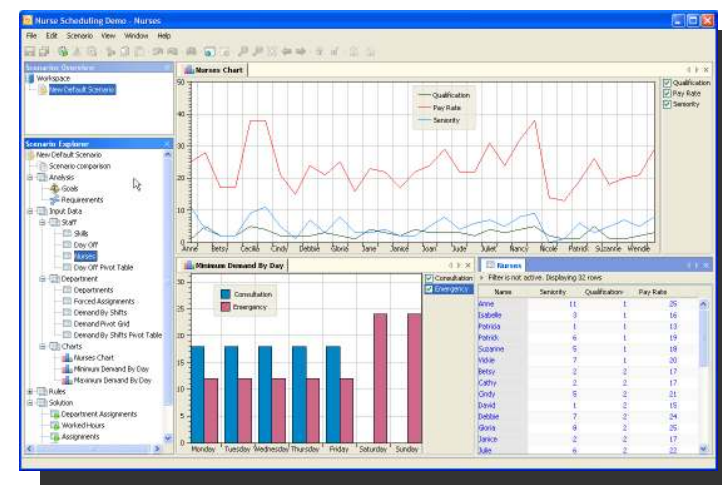 Nurse Scheduling Demo - Nurses
File Edit Scenario View Window Help
Scenarios Overview
Workspace
New Default Scenario
Scenario Explorer
New Default Scenario
Scenario comparison
Analysis
Goals
Requirements
Input Data
Staff
Skills
Day Off
Nurses
Day Off Pivot Table
Department
Departments
Forced Assignments
Demand By Shifts
Demand Pivot Grid
Demand By Shifts Pivot Table
Charts
Nurses Chart
Minimum Demand By Day
Maximum Demand By Day
Rules
Solution
Department Assignments
Worked Hours
Assignments
Nurses Chart
50
40
30
20
10
0
Qualification
Pay Rate
Seniority
Anne Betsy Cecilia Cindy Debbie Gloria Jane Janice Joan Jude Juliet Nancy Nicole Patrick Suzanne Wendie
Qualification
Pay Rate
Seniority
Minimum Demand By Day
30
25
20
15
10
5
0
Consultation
Emergency
Monday Tuesday Wednesday Thursday Friday Saturday Sunday
Consultation
Emergency
Nurses
Filter is not active. Displaying 32 rows
Name Seniority Qualification Pay Rate
Anne 11 1 25
Isabelle 3 1 16
Patricia 1 1 13
Patrick 6 1 19
Suzanne 5 1 18
Vickie 7 1 20
Betsy 2 2 17
Cathy 2 2 17
Cindy 5 2 21
David 1 2 15
Debbie 7 2 24
Gloria 8 2 25
Janice 2 2 17
Julie 6 2 22